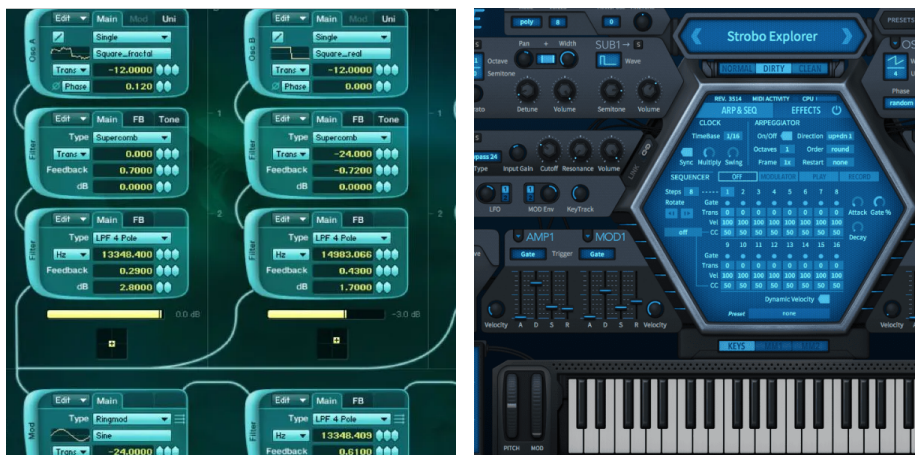 Edit Main Mod Uni
Osc A
Single
Square_fractal
Trans -12.0000
Phase 0.120
Edit Main Mod Uni
Osc B
Single
Square_real
Trans -12.0000
Phase 0.000
1
Edit Main FB Tone
Filter
Type Supercomb
Trans 0.000
Feedback 0.7000
dB 0.0000
Edit Main FB Tone
Filter
Type Supercomb
Trans -24.000
Feedback -0.7200
dB 0.0000
1
2
Edit Main FB
Filter
Type LPF 4 Pole
Hz 13348.400
Feedback 0.2900
dB 2.8000
Edit Main FB
Filter
Type LPF 4 Pole
Hz 14983.066
Feedback 0.4300
dB 1.7000
2
0.0 dB
-3.0 dB
Edit Main
Mod
Type Ringmod
Sine
Trans -24.0000
Edit Main FB
Filter
Type LPF 4 Pole
Hz 13348.409
Feedback 0.6100
poly 8 0
Pan + Width SUB1→ S
Octave
Wave
Semitone
Detune Volume Semitone Volume
Bypass 24
Type Input Gain Cutoff Resonance Volume
LINK
LFO MOD Env KeyTrack
AMP1 MOD1
Gate Trigger Gate
Velocity A D S R A D S R Velocity
Strobo Explorer
PRESETS
NORMAL DIRTY CLEAN
REV. 3514 MIDI ACTIVITY CPU
ARP & SEQ EFFECTS
CLOCK ARPEGGIATOR
TimeBase 1/16 On/Off Direction up+dn 1
Octaves 1 Order round
Sync Multiply Swing Frame 1x Restart none
SEQUENCER OFF MODULATOR PLAY RECORD
Steps 8 1 2 3 4 5 6 7 8
Rotate Gate
Trans 0 0 0 0 0 0 0 0
Attack Gate %
Vel 100 100 100 100 100 100 100 100
off CC 50 50 50 50 50 50 50 50
Decay
9 10 11 12 13 14 15 16
Gate
Trans 0 0 0 0 0 0 0 0
Vel 100 100 100 100 100 100 100 100
CC 50 50 50 50 50 50 50 50
Dynamic Velocity
Preset none
KEYS
4
Phase
random
Velocity
PITCH MOD